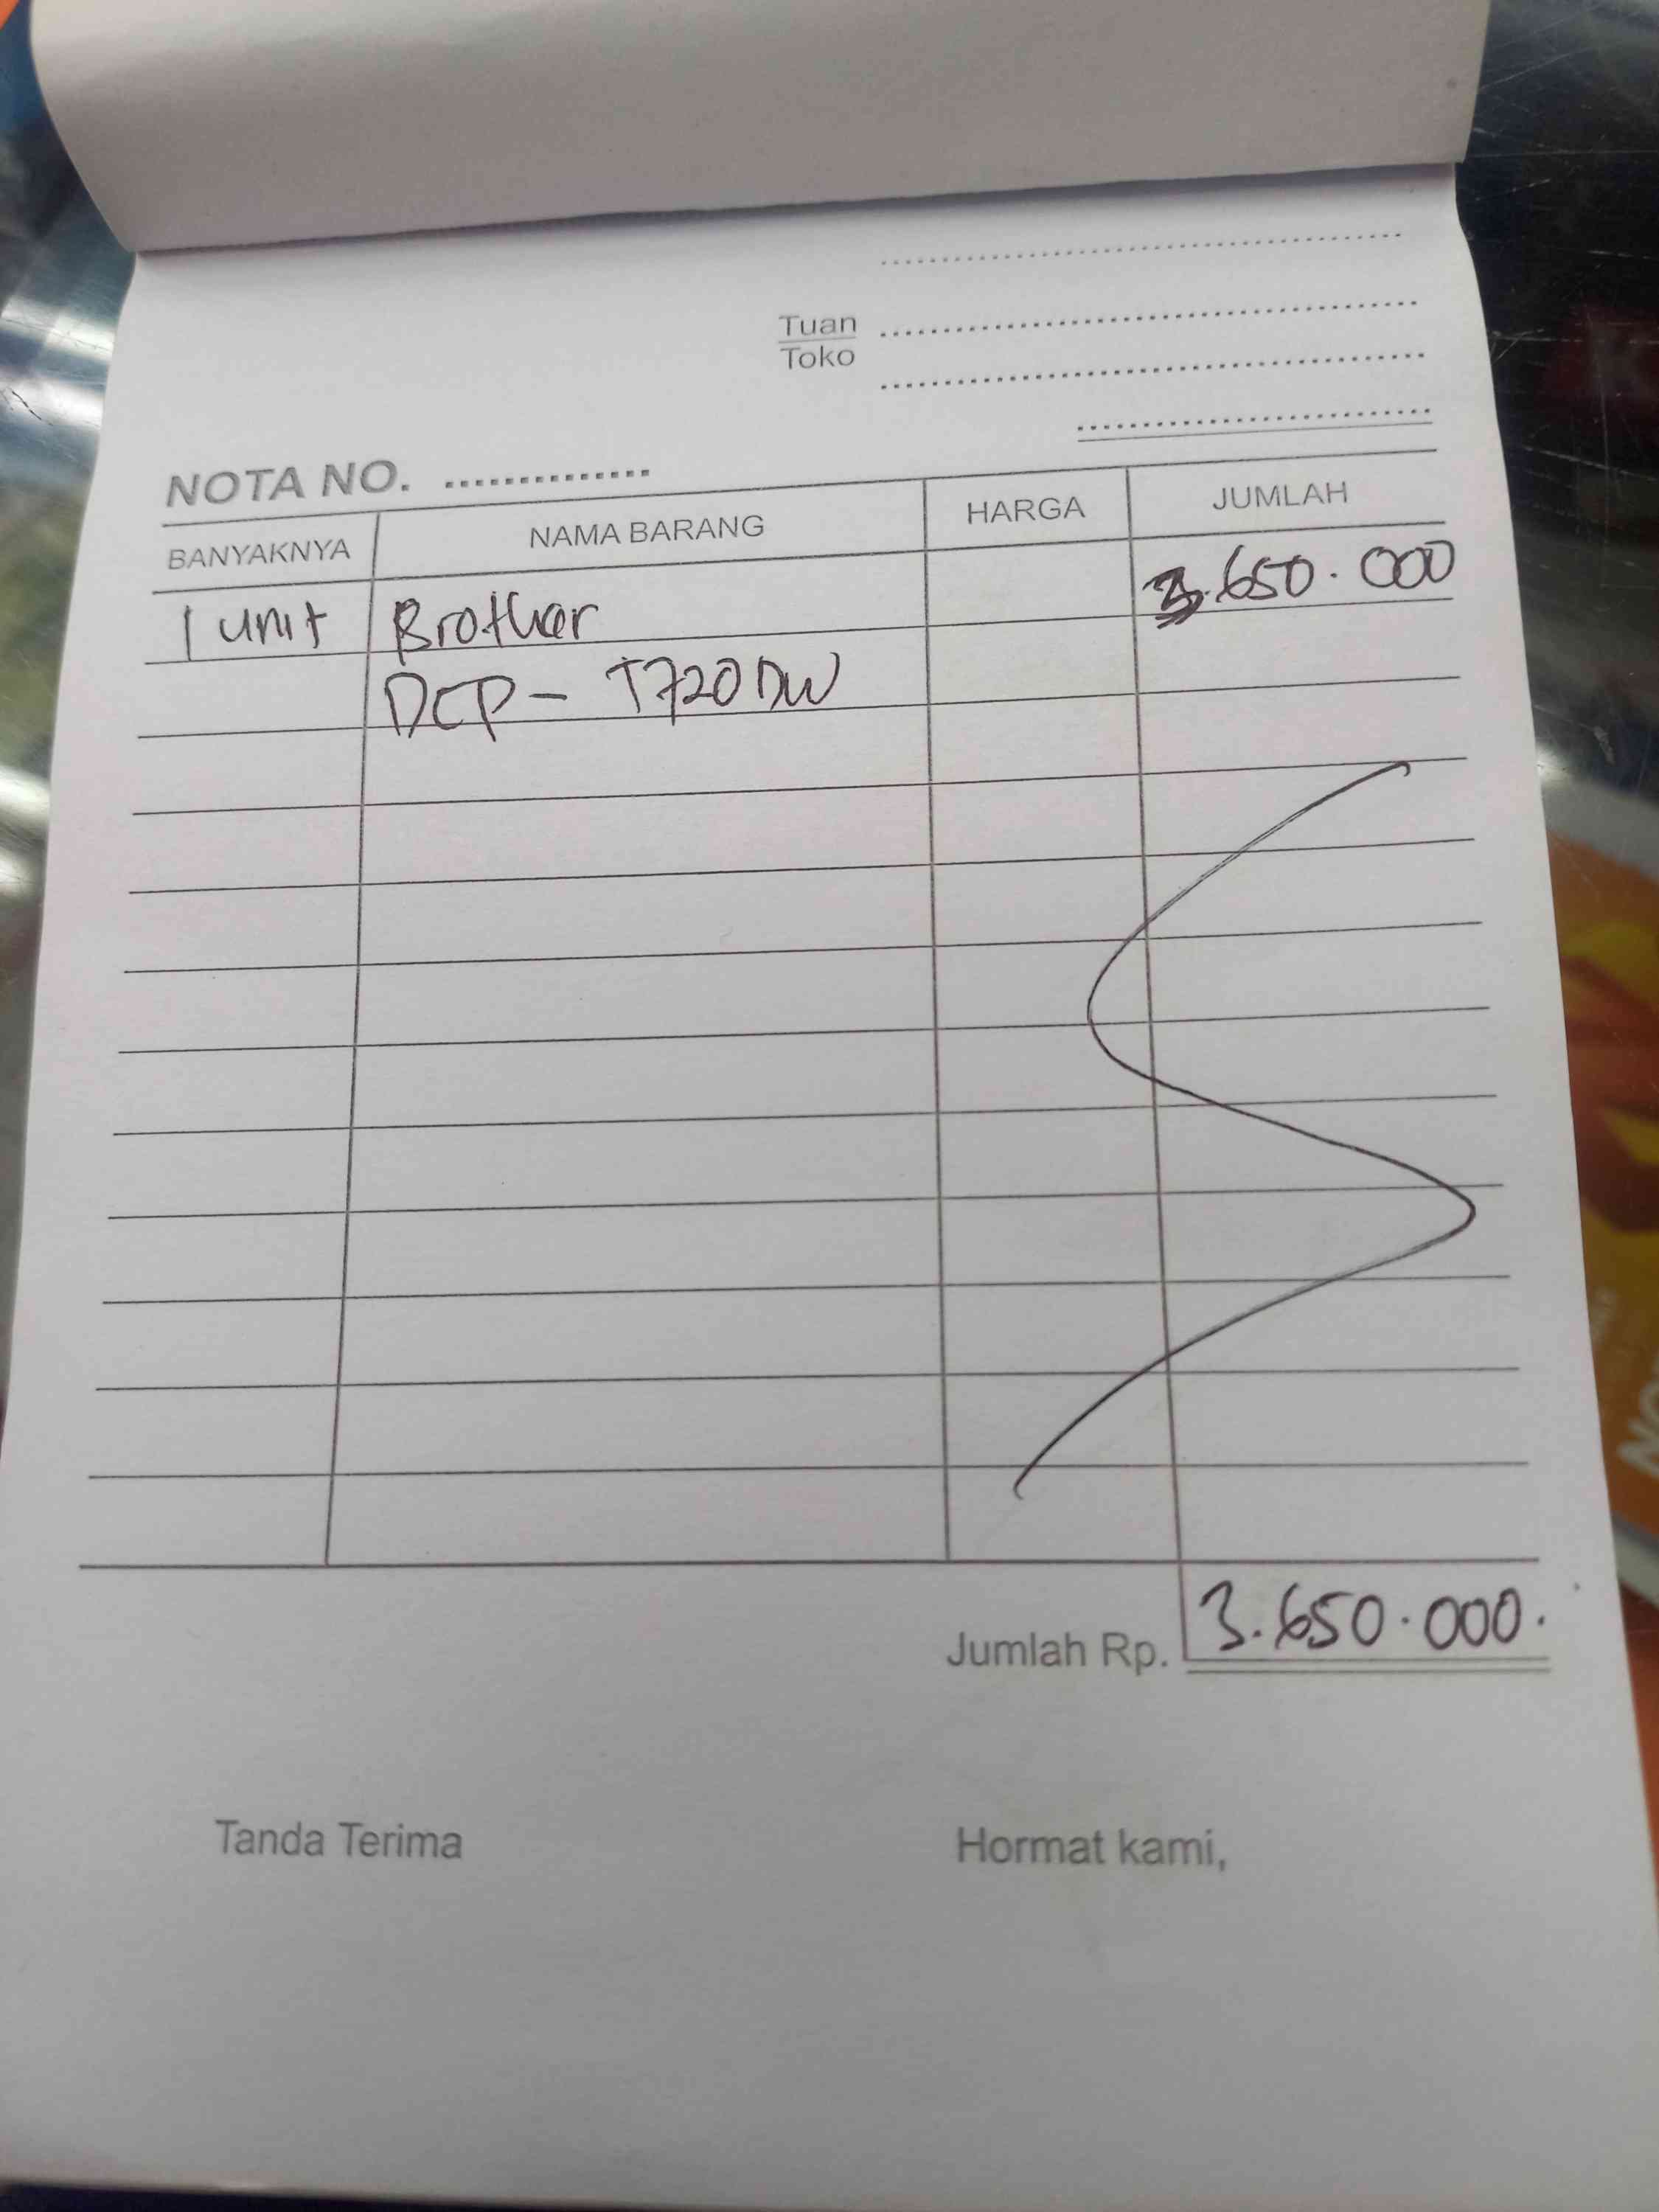 Tuan
Toko
NOTA NO. ..............
BANYAKNYA NAMA BARANG HARGA JUMLAH
1 unit Brother 3.650.000
DCP - T720DW
Jumlah Rp. 3.650.000.
Tanda Terima Hormat kami,